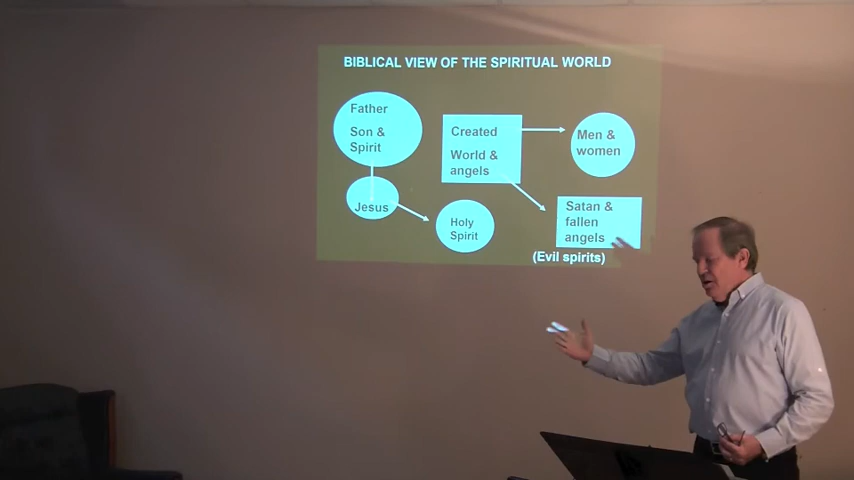 BIBLICAL VIEW OF THE SPIRITUAL WORLD
Father
Son &
Spirit
Created
World &
angels
Men &
women
Jesus
Holy
Spirit
Satan &
fallen
angels
(Evil spirits)